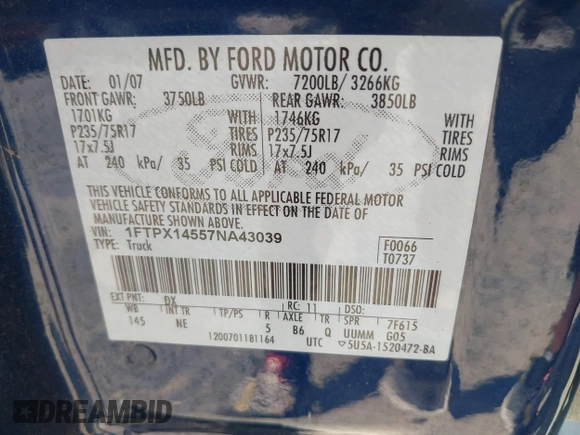 MFD. BY FORD MOTOR CO.
DATE: 01/07 GVWR: 7200LB/ 3266KG
FRONT GAWR: 3750LB REAR GAWR: 3850LB
1701KG WITH 1746KG WITH
P235/75R17 TIRES P235/75R17 TIRES
17x7.5J RIMS 17x7.5J RIMS
AT 240 kPa/ 35 PSI COLD AT 240 kPa/ 35 PSI COLD
THIS VEHICLE CONFORMS TO ALL APPLICABLE FEDERAL MOTOR
VEHICLE SAFETY STANDARDS IN EFFECT ON THE DATE OF
MANUFACTURE SHOWN ABOVE.
VIN: 1FTPX14557NA43039
TYPE: Truck
F0066
T0737
EXT PNT: DX RC: 11 DSO:
WB INT TR TP/PS R AXLE TR SPR 7F615
145 NE 5 B6 Q UUMM G05
1200701181164 UTC 5U5A-1520472-BA
Ford
DREAMBID